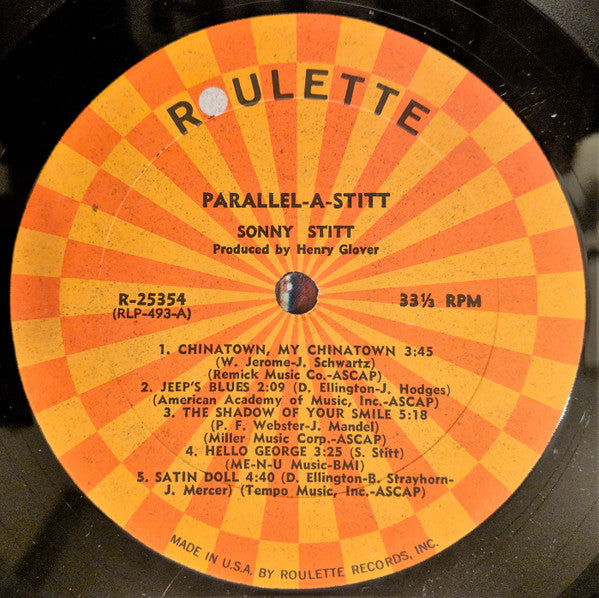 ROULETTE
PARALLEL-A-STITT
SONNY STITT
Produced by Henry Glover
R-25354
(RLP-493-A)
33⅓ RPM
1. CHINATOWN, MY CHINATOWN 3:45
(W. Jerome-J. Schwartz)
(Remick Music Co.-ASCAP)
2. JEEP'S BLUES 2:09 (D. Ellington-J. Hodges)
(American Academy of Music, Inc.-ASCAP)
3. THE SHADOW OF YOUR SMILE 5:18
(P. F. Webster-J. Mandel)
(Miller Music Corp.-ASCAP)
4. HELLO GEORGE 3:25 (S. Stitt)
(ME-N-U Music-BMI)
5. SATIN DOLL 4:40 (D. Ellington-B. Strayhorn-
J. Mercer) (Tempo Music, Inc.-ASCAP)
MADE IN U.S.A. BY ROULETTE RECORDS, INC.